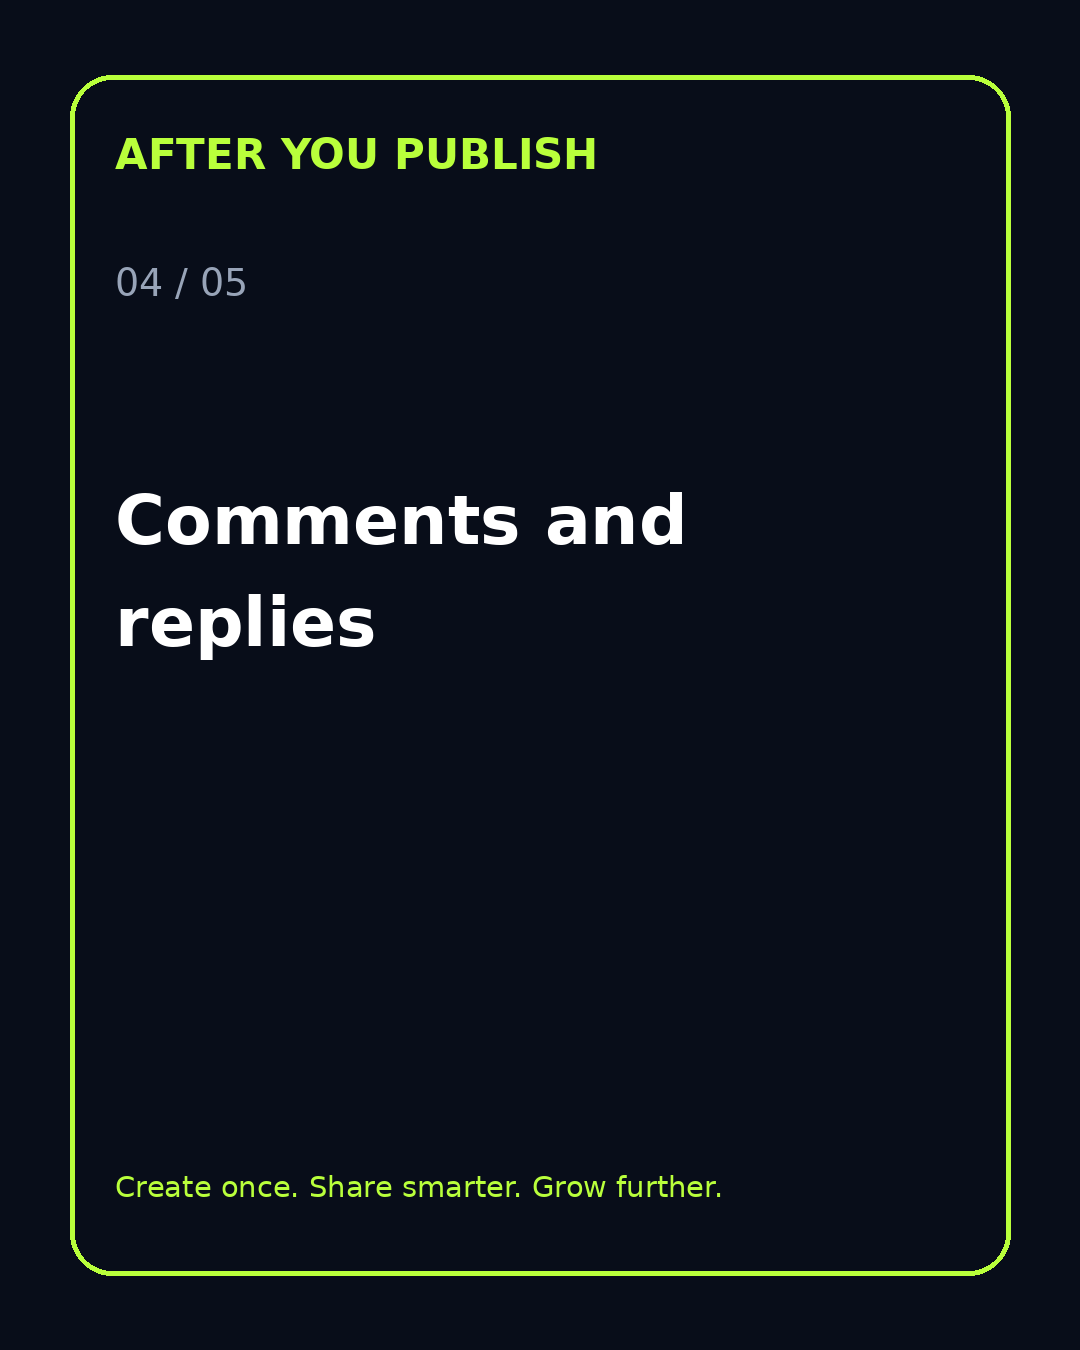 AFTER YOU PUBLISH
04 / 05
Comments and
replies
Create once. Share smarter. Grow further.